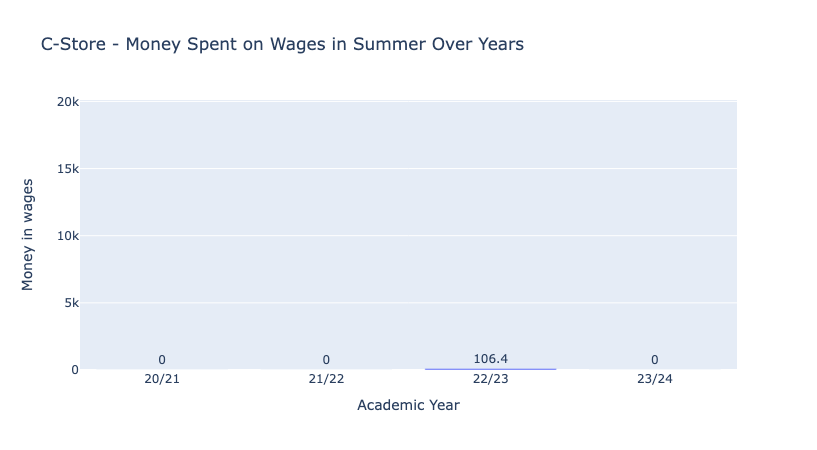 C-Store - Money Spent on Wages in Summer Over Years
20k
15k
10k
5k
0
Money in wages
0
0
106.4
0
20/21
21/22
22/23
23/24
Academic Year